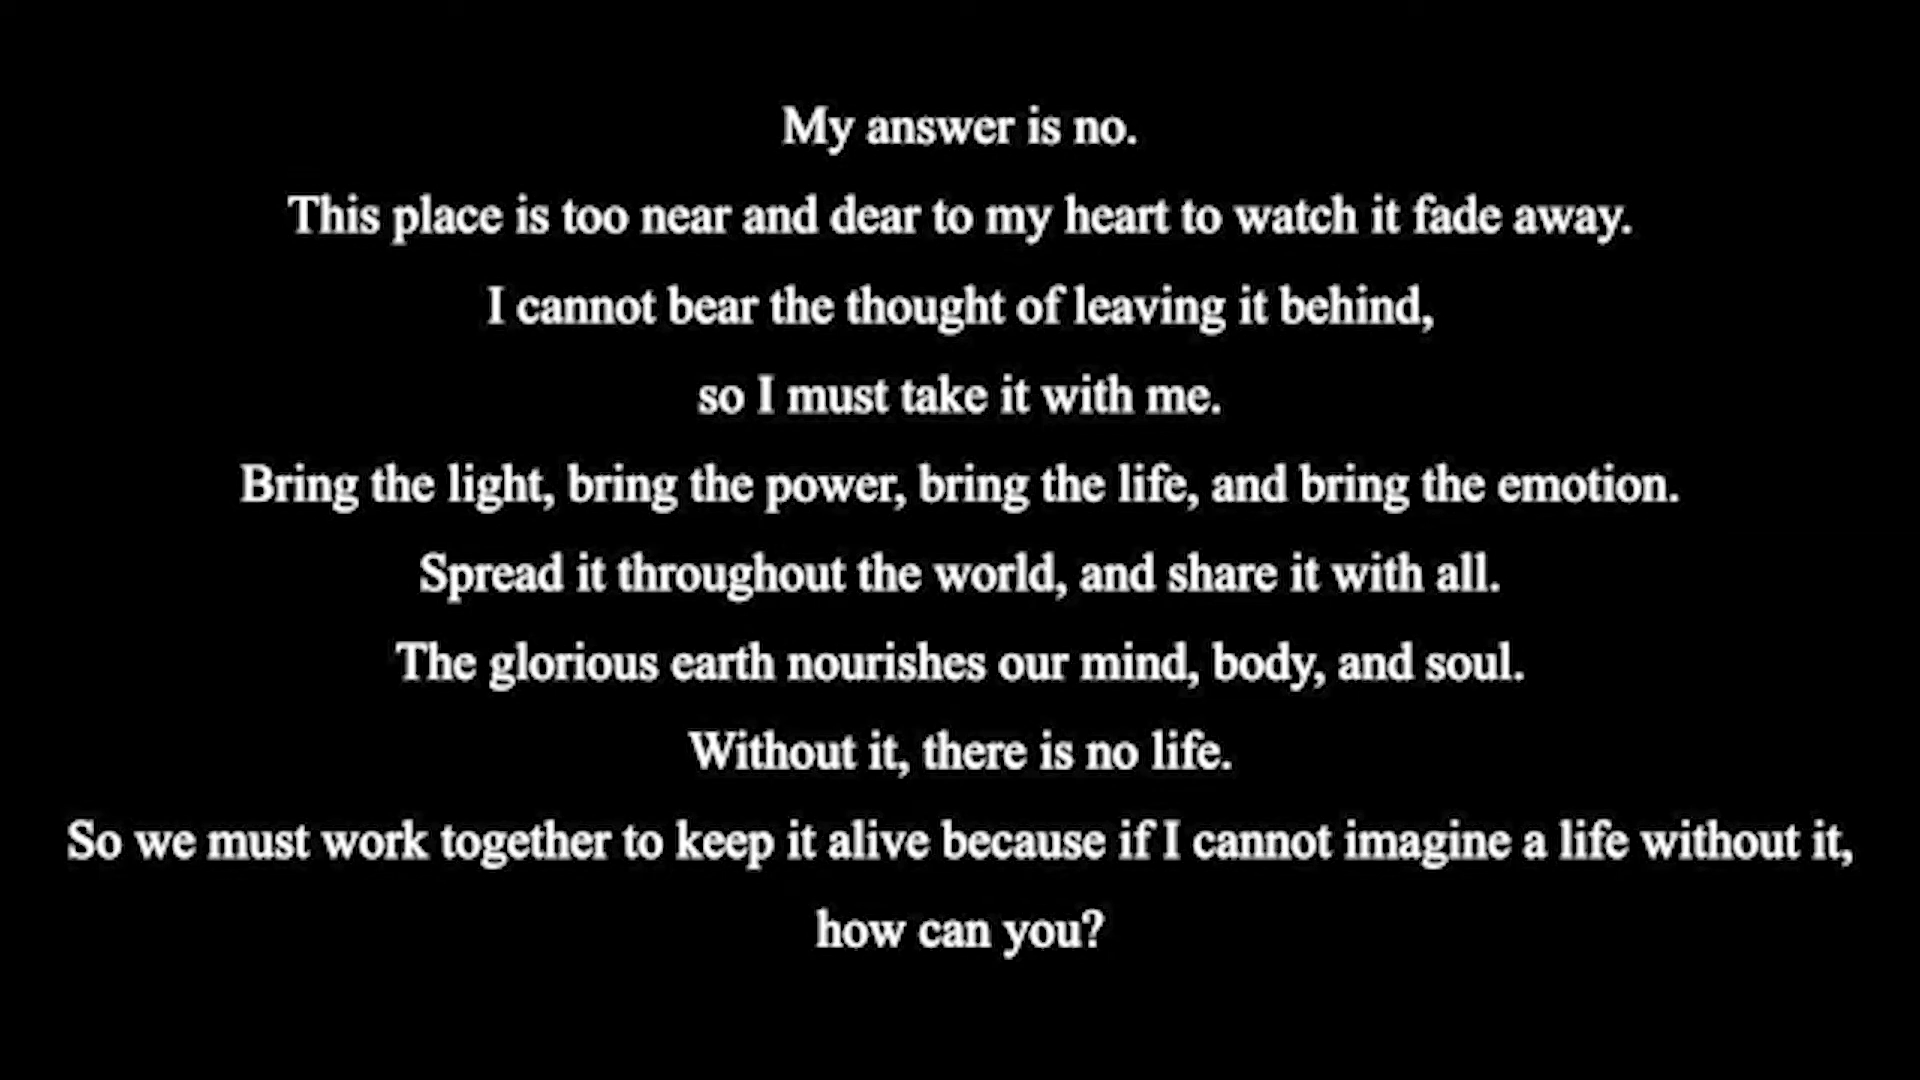 My answer is no.
This place is too near and dear to my heart to watch it fade away.
I cannot bear the thought of leaving it behind,
so I must take it with me.
Bring the light, bring the power, bring the life, and bring the emotion.
Spread it throughout the world, and share it with all.
The glorious earth nourishes our mind, body, and soul.
Without it, there is no life.
So we must work together to keep it alive because if I cannot imagine a life without it,
how can you?